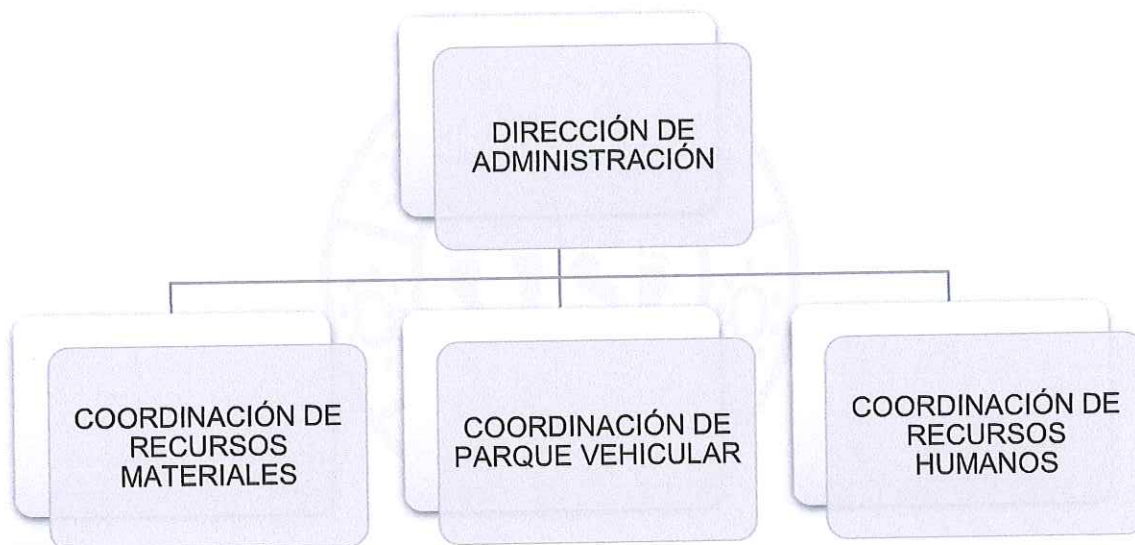 DIRECCIÓN DE
ADMINISTRACIÓN
COORDINACIÓN DE
RECURSOS
MATERIALES
COORDINACIÓN DE
PARQUE VEHICULAR
COORDINACIÓN DE
RECURSOS
HUMANOS